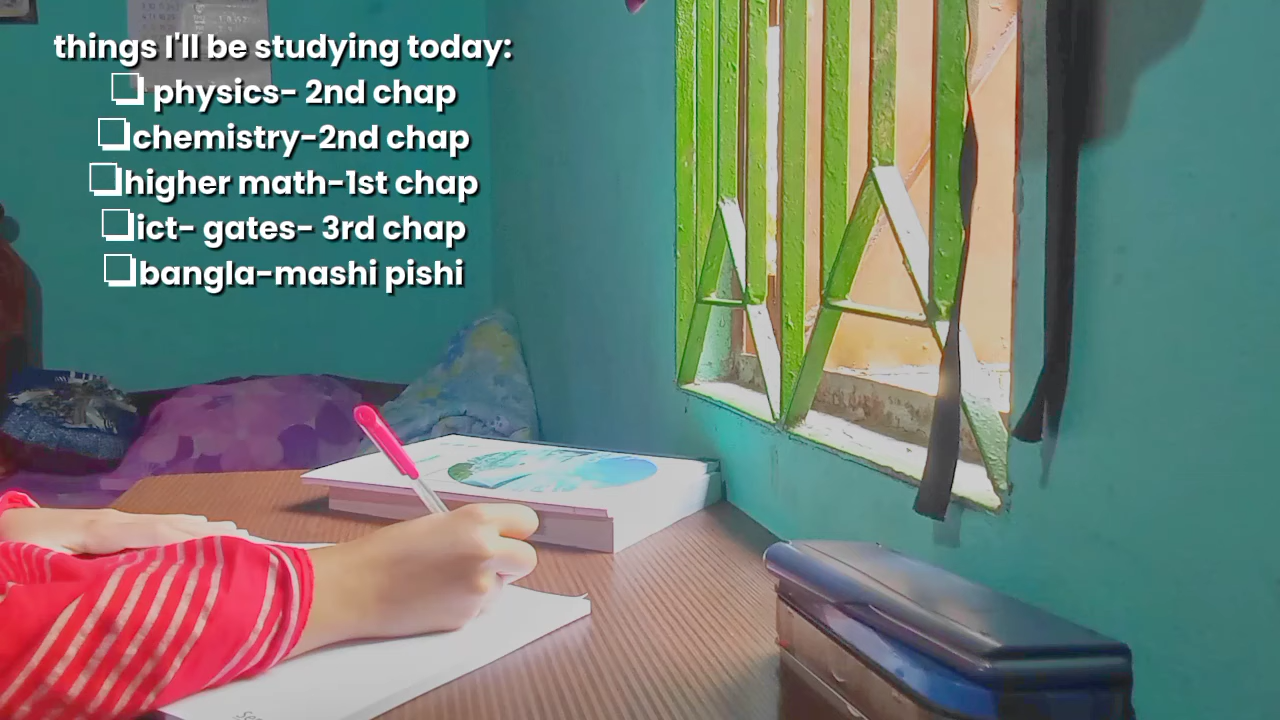 things I'll be studying today:
❏ physics- 2nd chap
❏chemistry-2nd chap
❏higher math-1st chap
❏ict- gates- 3rd chap
❏bangla-mashi pishi